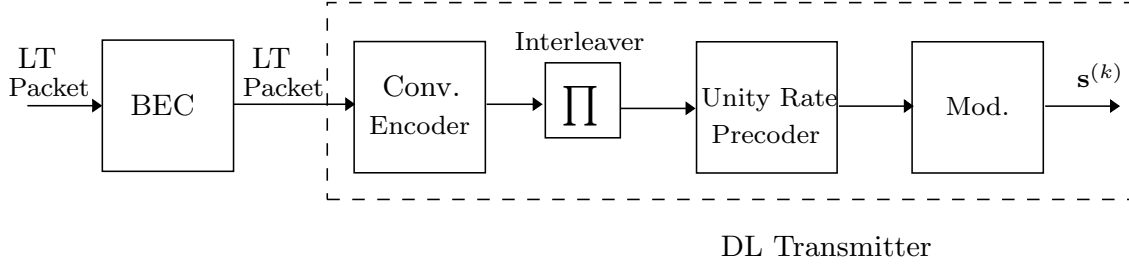 LT
Packet
BEC
LT
Packet
Conv.
Encoder
Interleaver
∏
Unity Rate
Precoder
Mod.
s^(k)
DL Transmitter